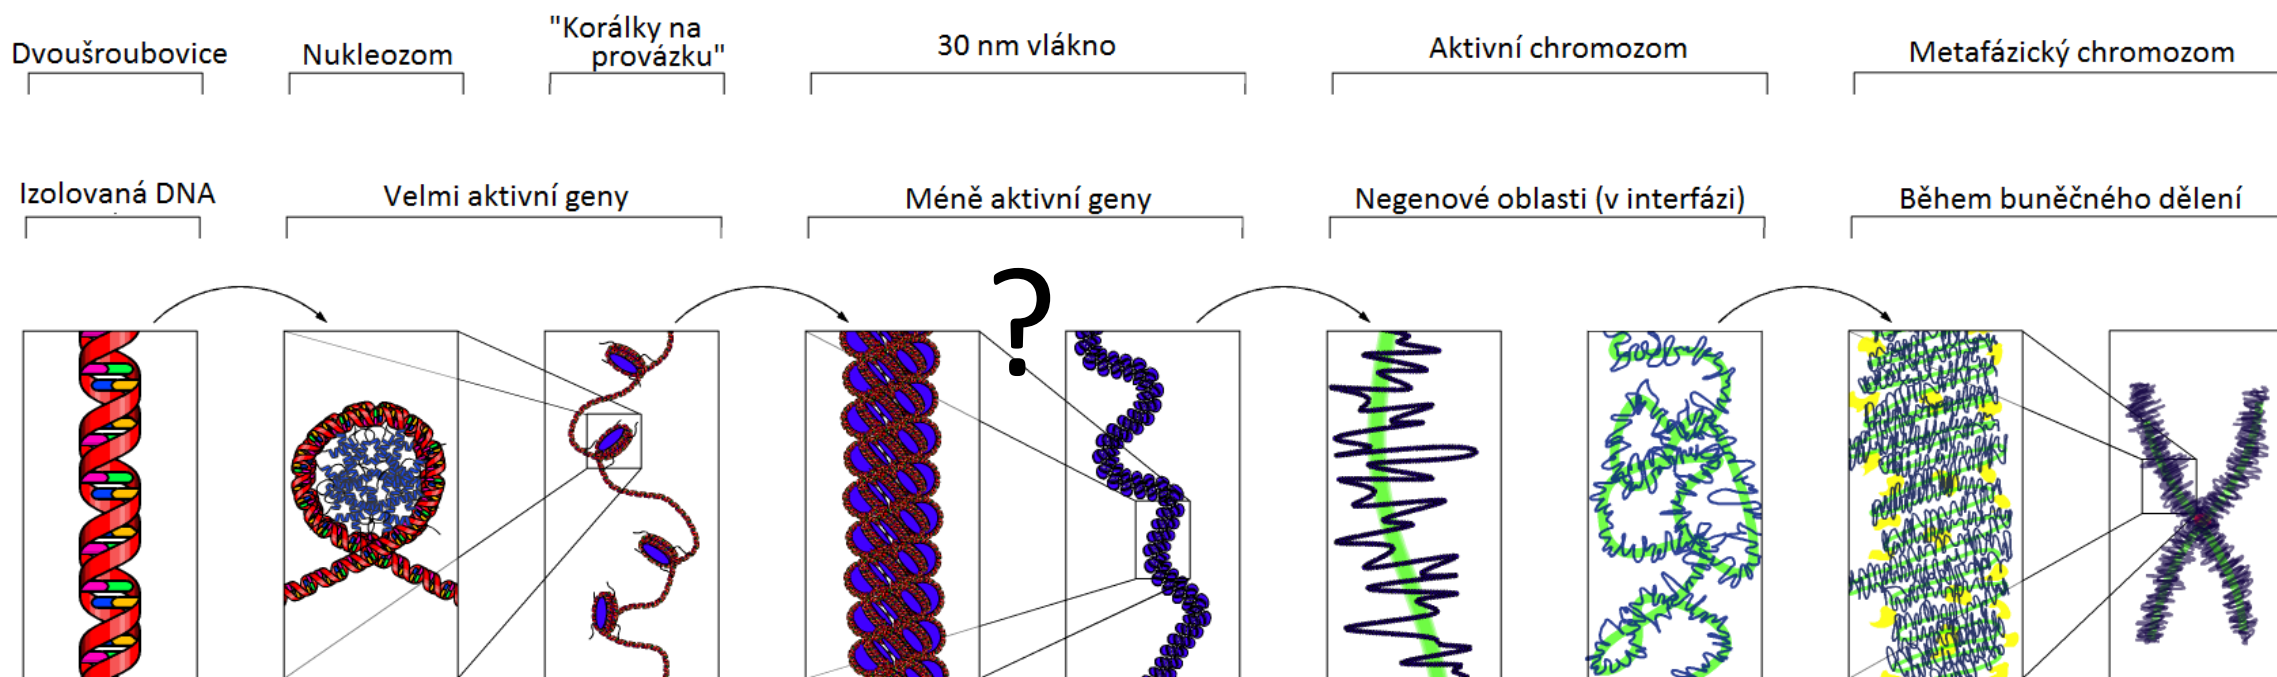 Dvoušroubovice
Nukleozom
"Korálky na
provázku"
30 nm vlákno
Aktivní chromozom
Metafázický chromozom
Izolovaná DNA
Velmi aktivní geny
Méně aktivní geny
Negenové oblasti (v interfázi)
Během buněčného dělení
?